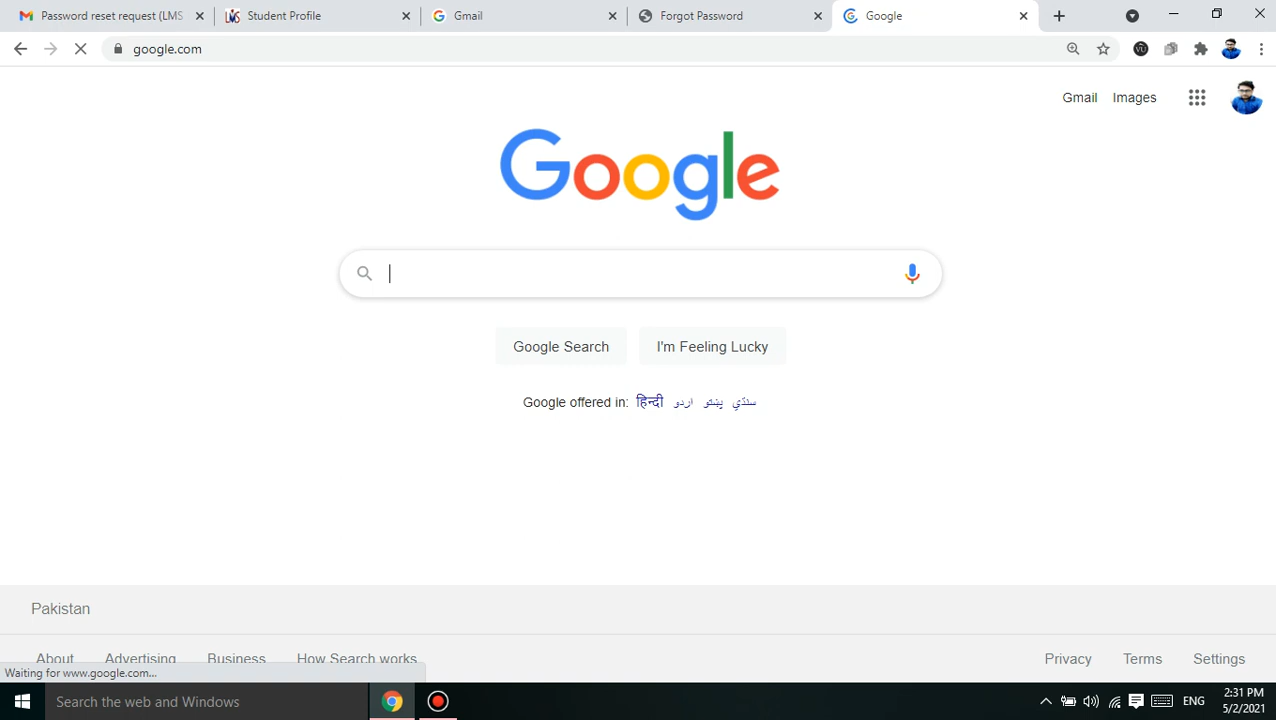 Password reset request (LMS
Student Profile
Gmail
Forgot Password
Google
google.com
Gmail Images
Google
Google Search
I'm Feeling Lucky
Google offered in: हिन्दी اردو پښتو سنڌي
Pakistan
About Advertising Business How Search works
Privacy Terms Settings
Waiting for www.google.com...
Search the web and Windows
ENG
2:31 PM
5/2/2021